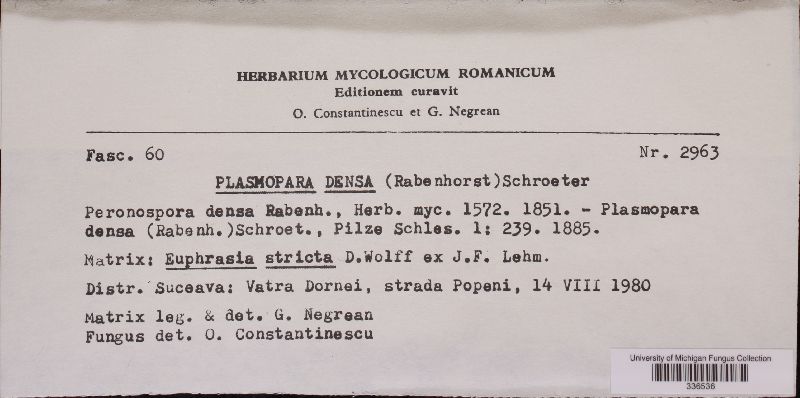 HERBARIUM MYCOLOGICUM ROMANICUM
Editionem curavit
O. Constantinescu et G. Negrean
Fasc. 60 Nr. 2963
PLASMOPARA DENSA (Rabenhorst)Schroeter
Peronospora densa Rabenh., Herb. myc. 1572. 1851. - Plasmopara
densa (Rabenh.)Schroet., Pilze Schles. 1: 239. 1885.
Matrix: Euphrasia stricta D.Wolff ex J.F. Lehm.
Distr. Suceava: Vatra Dornei, strada Popeni, 14 VIII 1980
Matrix leg. & det. G. Negrean
Fungus det. O. Constantinescu
University of Michigan Fungus Collection
336536